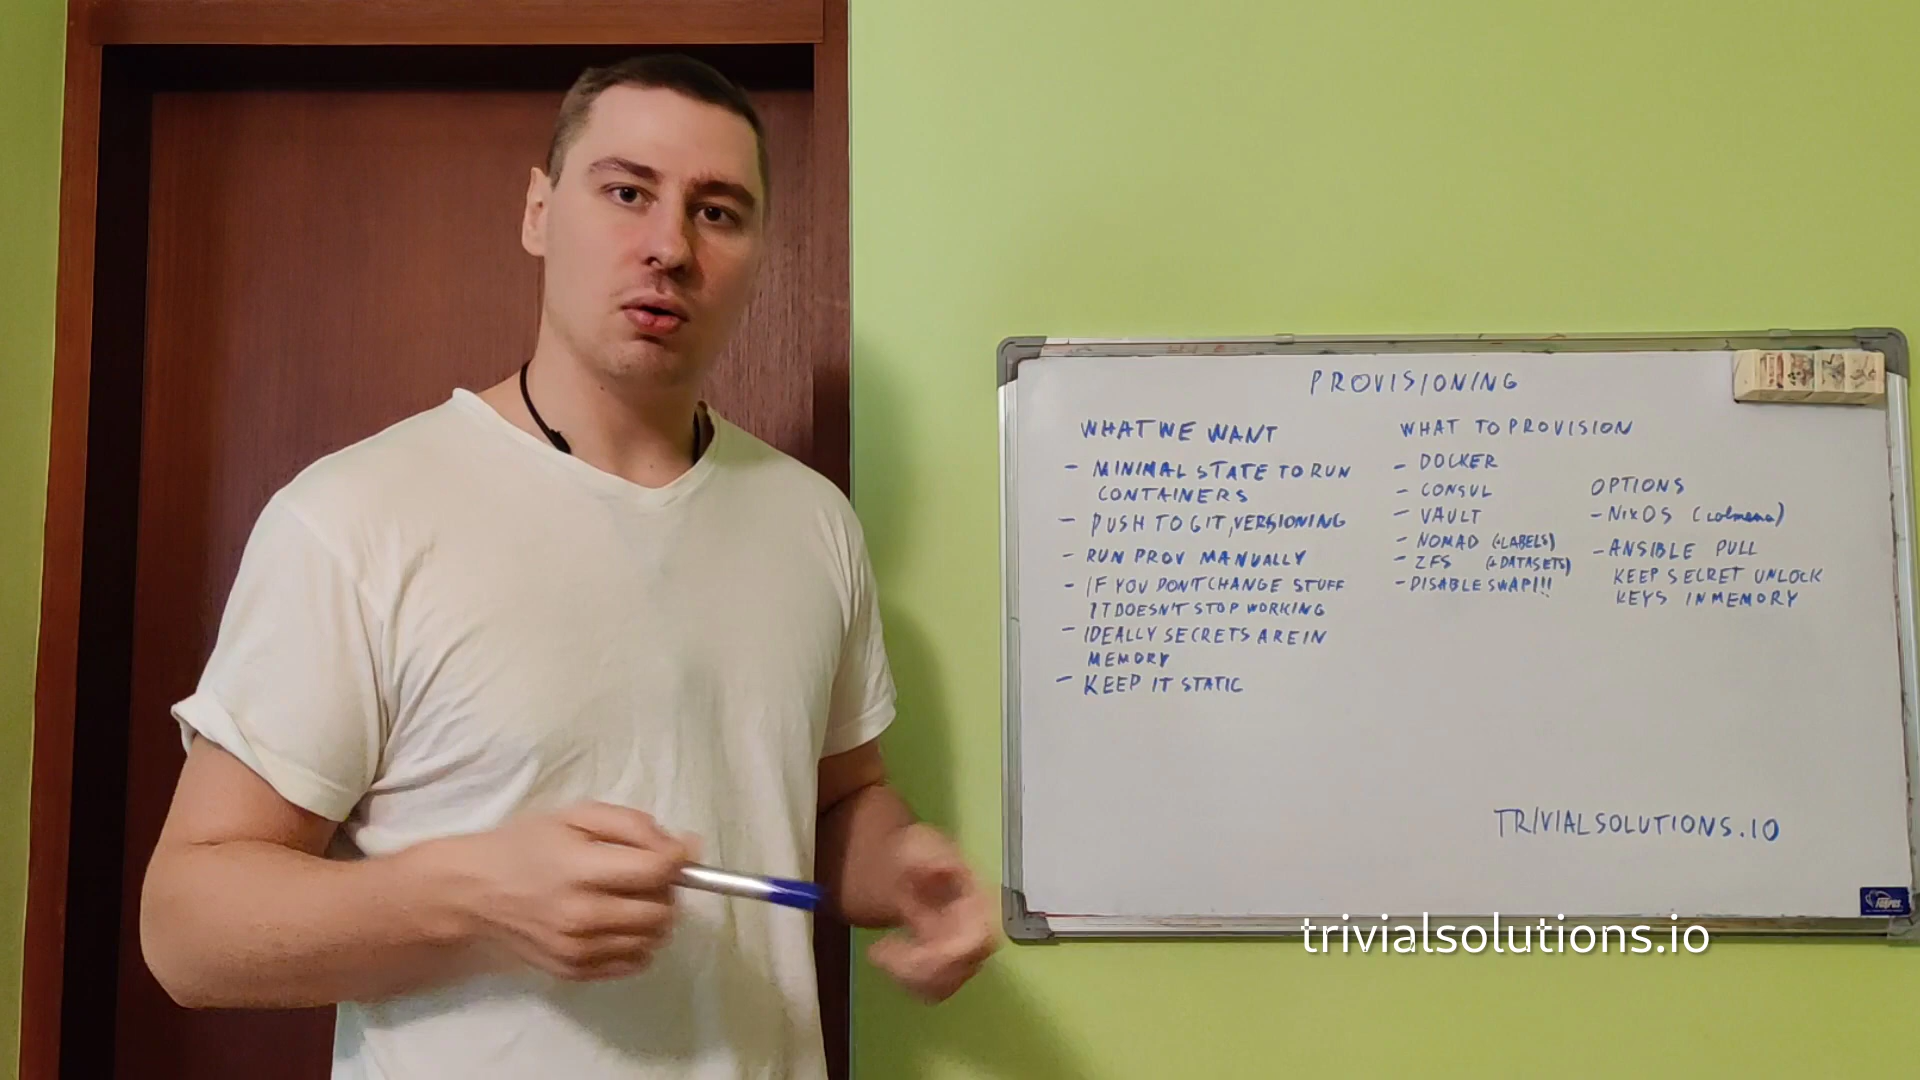 PROVISIONING
WHAT WE WANT
- MINIMAL STATE TO RUN
CONTAINERS
- PUSH TO GIT, VERSIONING
- RUN PROV MANUALLY
- IF YOU DONT CHANGE STUFF
IT DOESN'T STOP WORKING
- IDEALLY SECRETS ARE IN
MEMORY
- KEEP IT STATIC
WHAT TO PROVISION
- DOCKER
- CONSUL
- VAULT
- NOMAD (+LABELS)
- ZFS (+DATASETS)
- DISABLE SWAP!!!
OPTIONS
- NixOS (colmena)
- ANSIBLE PULL
KEEP SECRET UNLOCK
KEYS IN MEMORY
TRIVIALSOLUTIONS.IO
trivialsolutions.io